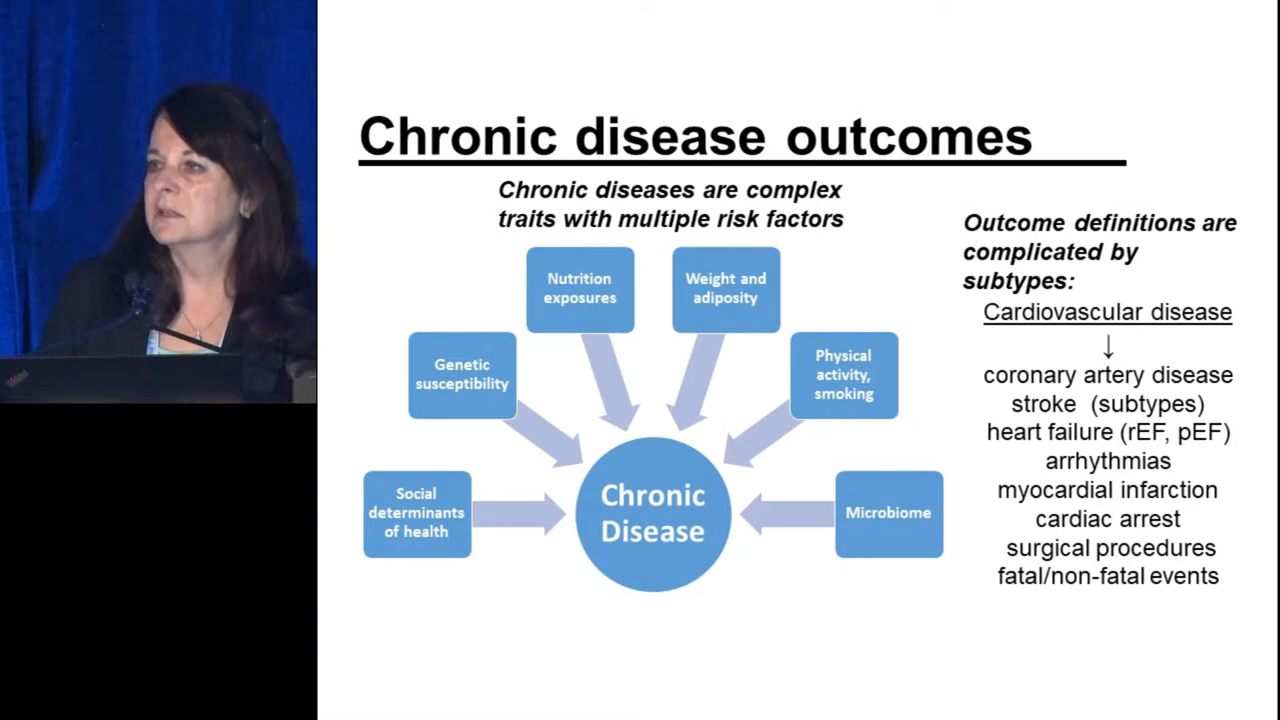 Chronic disease outcomes
Chronic diseases are complex
traits with multiple risk factors
Social
determinants
of health
Genetic
susceptibility
Nutrition
exposures
Weight and
adiposity
Physical
activity,
smoking
Microbiome
Chronic
Disease
Outcome definitions are
complicated by
subtypes:
Cardiovascular disease
↓
coronary artery disease
stroke (subtypes)
heart failure (rEF, pEF)
arrhythmias
myocardial infarction
cardiac arrest
surgical procedures
fatal/non-fatal events